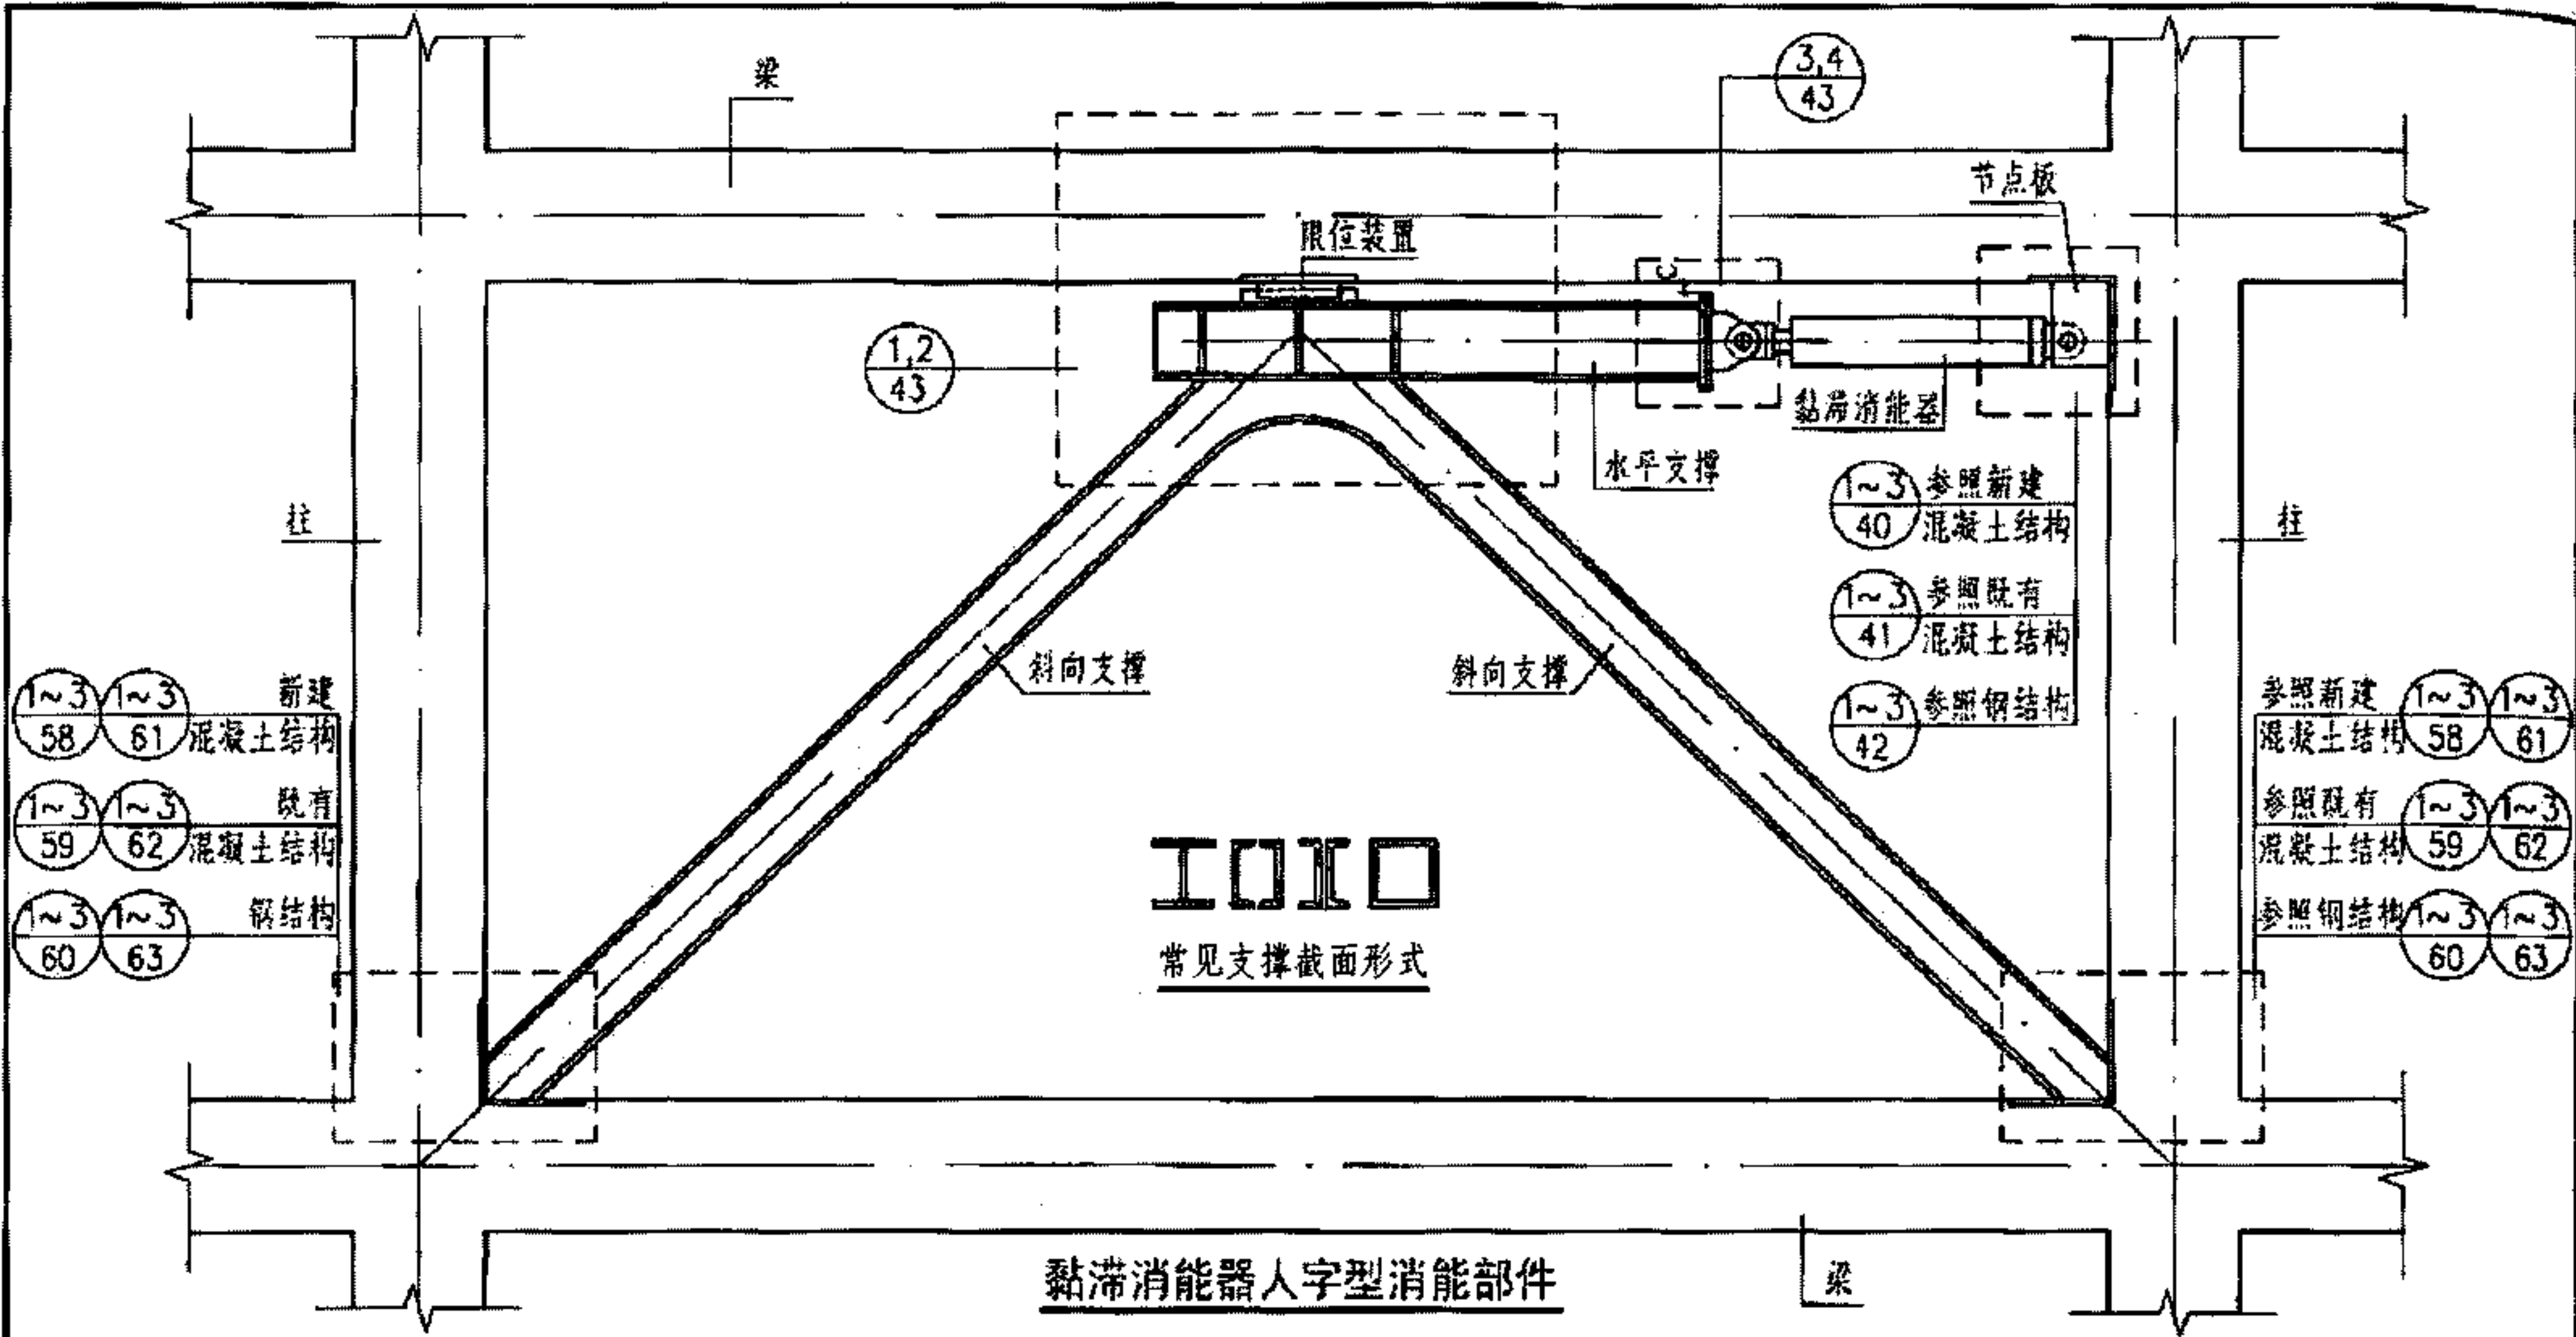 梁
3,4
43
节点板
限位装置
C
1,2
43
黏滞消能器
水平支撑
1~3 参照新建
40 混凝土结构
柱
柱
1~3 参照既有
41 混凝土结构
斜向支撑
斜向支撑
1~3 参照钢结构
42
1~3 1~3 新建
58 61 混凝土结构
1~3 1~3 既有
59 62 混凝土结构
1~3 1~3 钢结构
60 63
参照新建 1~3 1~3
混凝土结构 58 61
参照既有 1~3 1~3
混凝土结构 59 62
参照钢结构 1~3 1~3
60 63
常见支撑截面形式
黏滞消能器人字型消能部件
梁